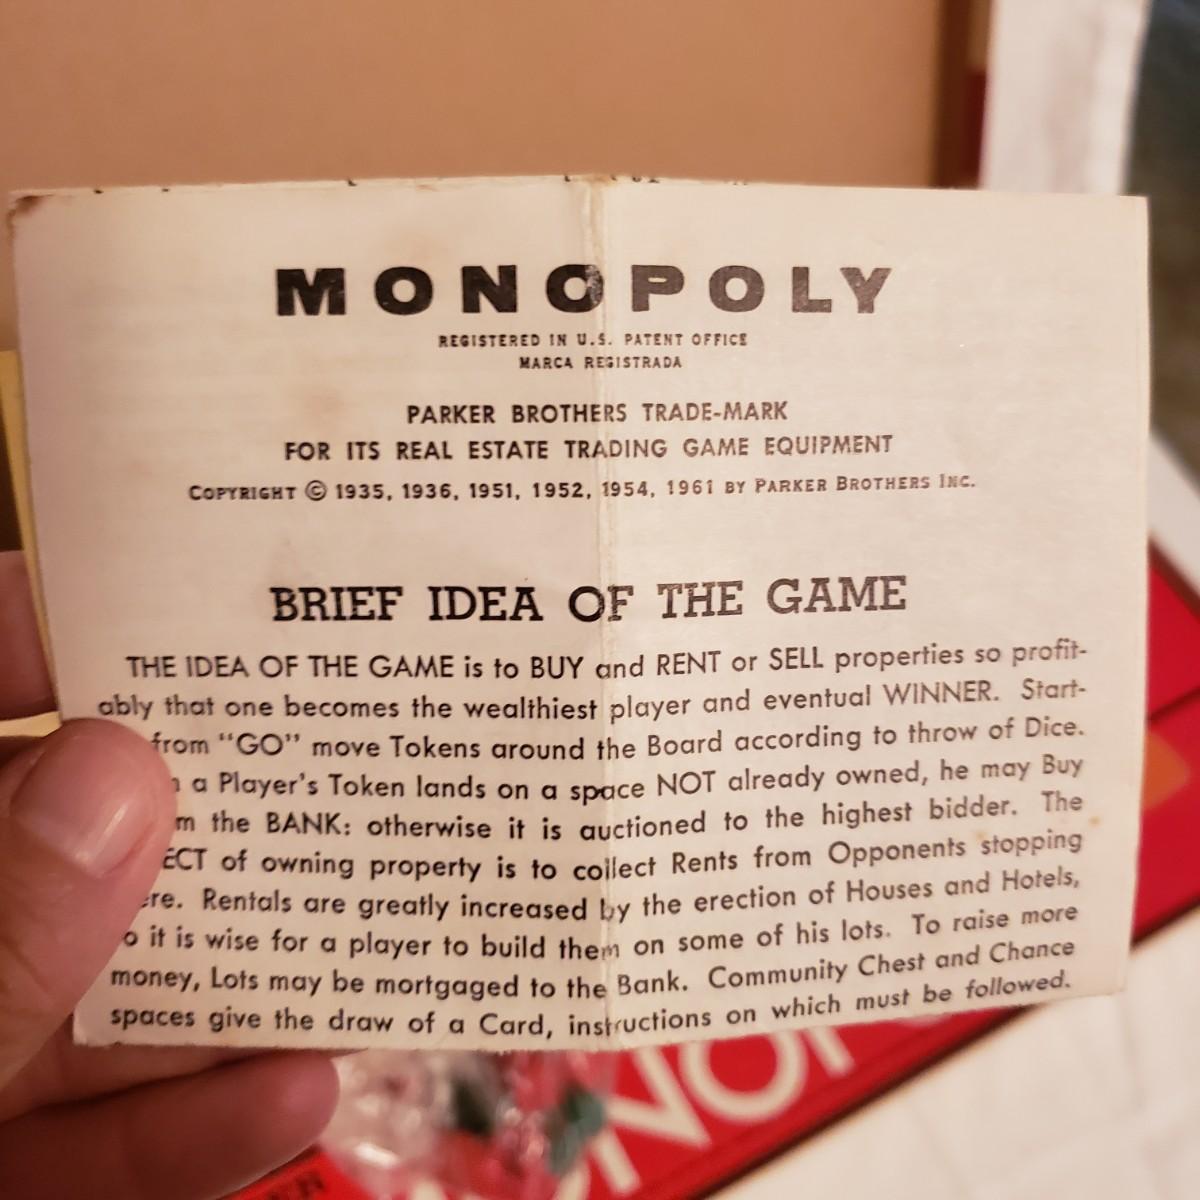 MONOPOLY
REGISTERED IN U.S. PATENT OFFICE
MARCA REGISTRADA
PARKER BROTHERS TRADE-MARK
FOR ITS REAL ESTATE TRADING GAME EQUIPMENT
COPYRIGHT © 1935, 1936, 1951, 1952, 1954, 1961 BY PARKER BROTHERS INC.
BRIEF IDEA OF THE GAME
THE IDEA OF THE GAME is to BUY and RENT or SELL properties so profit-
ably that one becomes the wealthiest player and eventual WINNER. Start-
from "GO" move Tokens around the Board according to throw of Dice.
a Player's Token lands on a space NOT already owned, he may Buy
the BANK: otherwise it is auctioned to the highest bidder. The
of owning property is to collect Rents from Opponents stopping
Rentals are greatly increased by the erection of Houses and Hotels,
it is wise for a player to build them on some of his lots. To raise more
money, Lots may be mortgaged to the Bank. Community Chest and Chance
spaces give the draw of a Card, instructions on which must be followed.